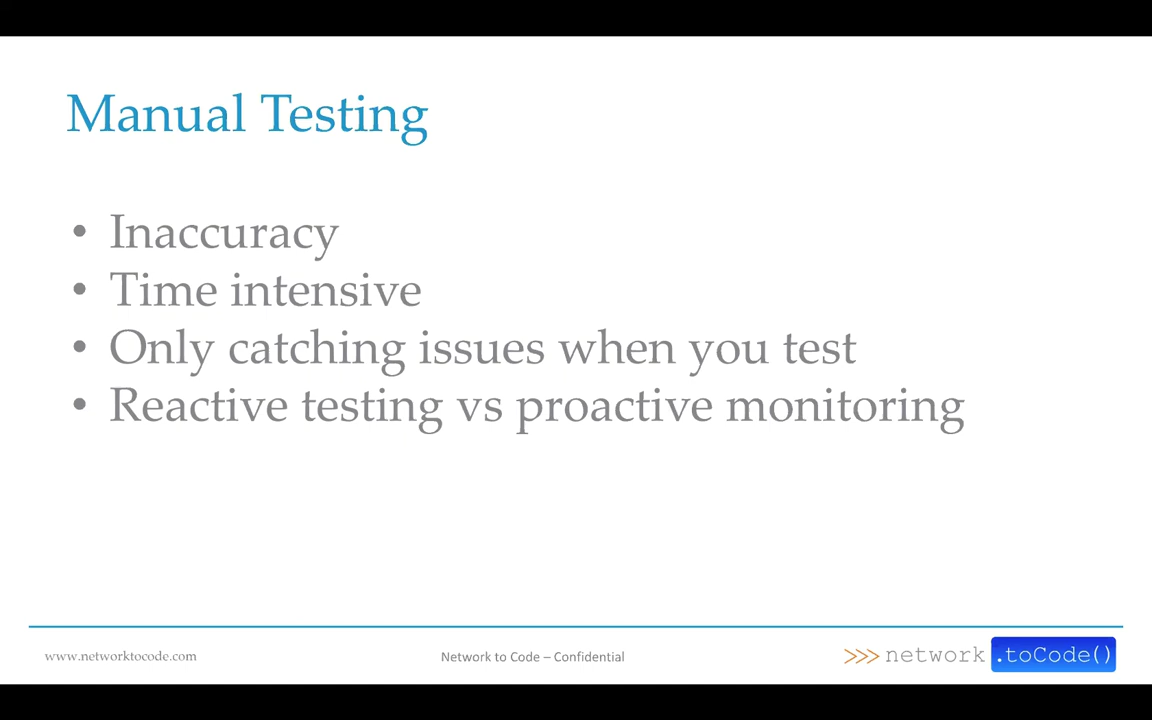 Manual Testing
• Inaccuracy
• Time intensive
• Only catching issues when you test
• Reactive testing vs proactive monitoring
www.networktocode.com
Network to Code – Confidential
>>> network .toCode()